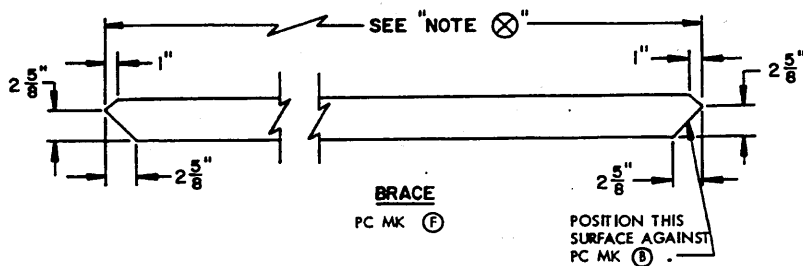 SEE "NOTE ⊗"
1" 1"
2 5/8" 2 5/8"
2 5/8" 2 5/8"
BRACE
PC MK Ⓕ
POSITION THIS
SURFACE AGAINST
PC MK Ⓑ .